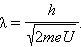 λ = h / √2meU.